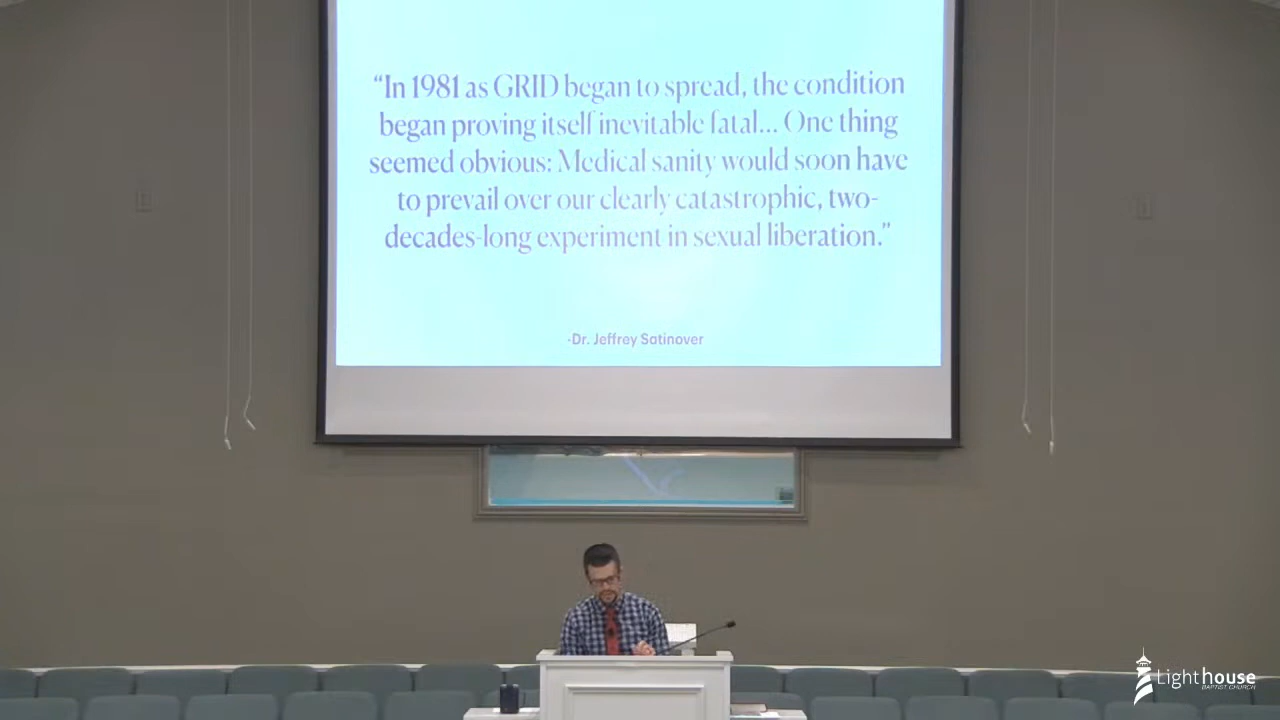 “In 1981 as GRID began to spread, the condition
began proving itself inevitable fatal... One thing
seemed obvious: Medical sanity would soon have
to prevail over our clearly catastrophic, two-
decades-long experiment in sexual liberation.”
-Dr. Jeffrey Satinover
Lighthouse
BAPTIST CHURCH